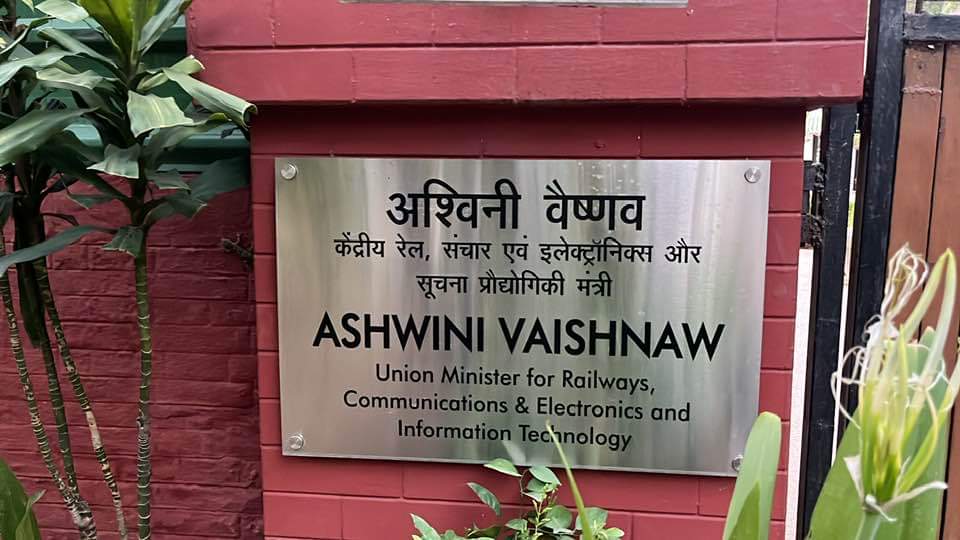 अश्विनी वैष्णव
केंद्रीय रेल, संचार एवं इलेक्ट्रॉनिक्स और
सूचना प्रौद्योगिकी मंत्री
ASHWINI VAISHNAW
Union Minister for Railways,
Communications & Electronics and
Information Technology